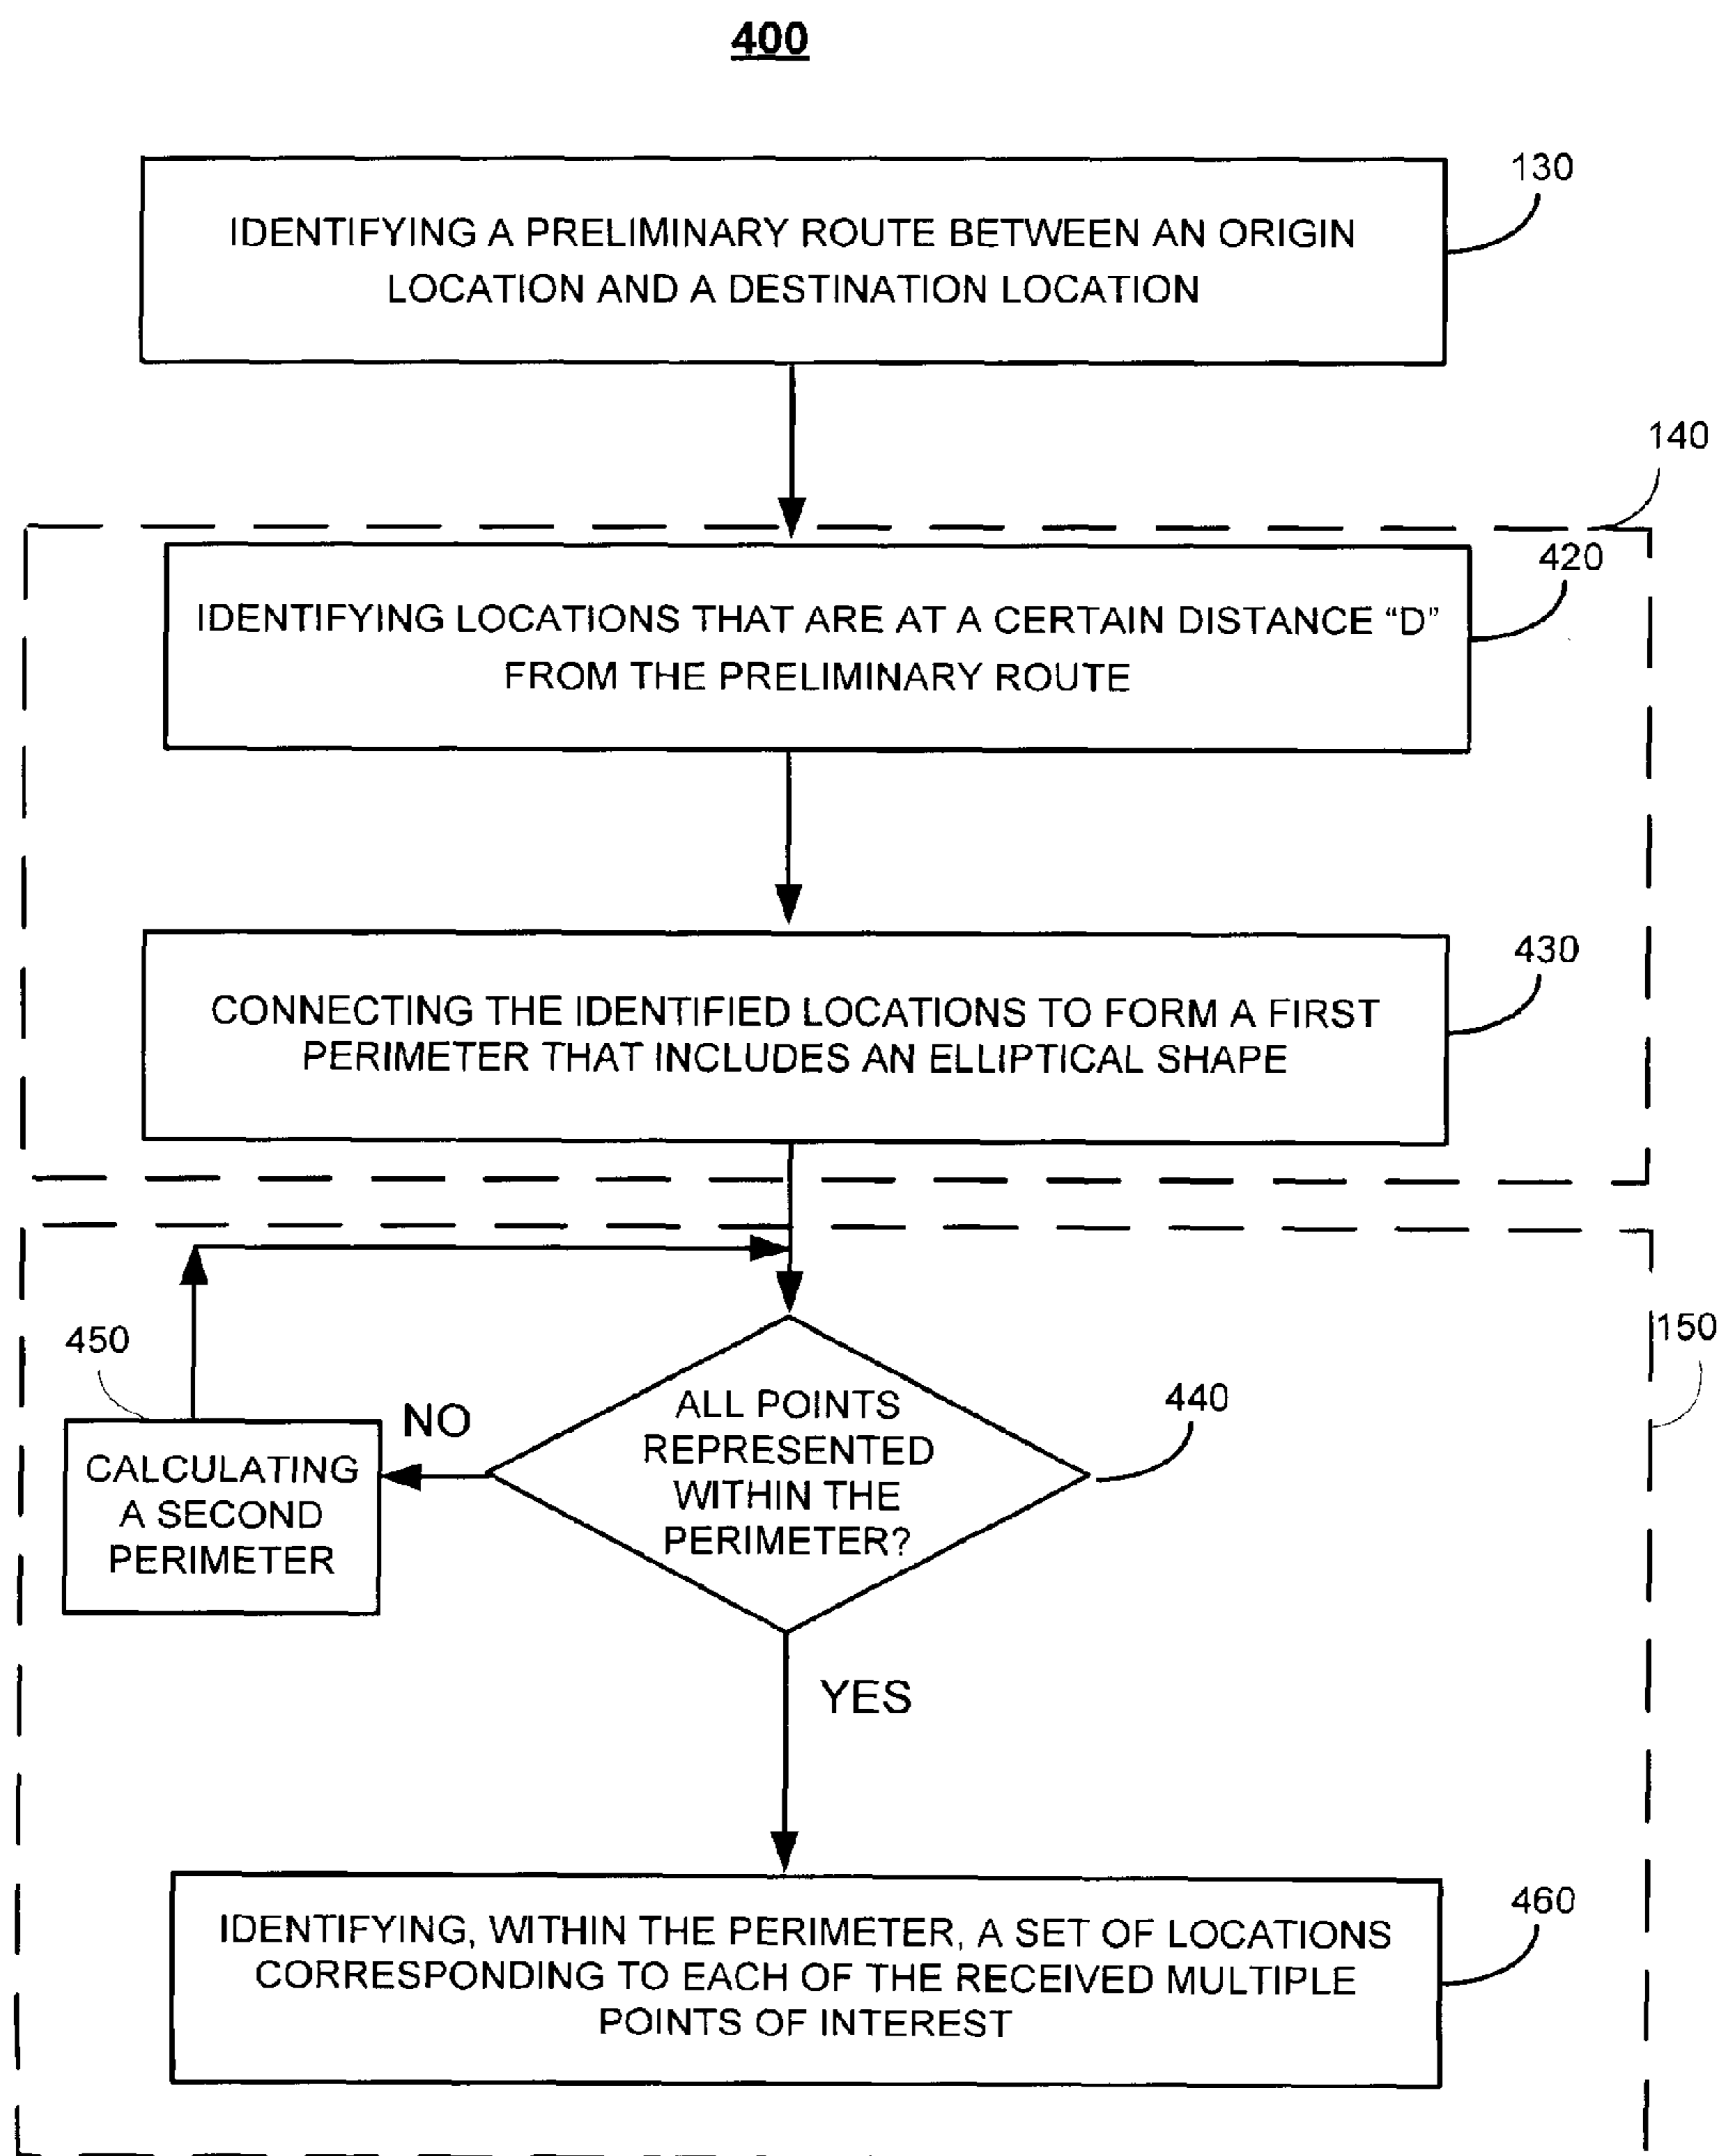 400
130
IDENTIFYING A PRELIMINARY ROUTE BETWEEN AN ORIGIN
LOCATION AND A DESTINATION LOCATION
140
420
IDENTIFYING LOCATIONS THAT ARE AT A CERTAIN DISTANCE “D”
FROM THE PRELIMINARY ROUTE
430
CONNECTING THE IDENTIFIED LOCATIONS TO FORM A FIRST
PERIMETER THAT INCLUDES AN ELLIPTICAL SHAPE
150
450
NO
CALCULATING
A SECOND
PERIMETER
440
ALL POINTS
REPRESENTED
WITHIN THE
PERIMETER?
YES
460
IDENTIFYING, WITHIN THE PERIMETER, A SET OF LOCATIONS
CORRESPONDING TO EACH OF THE RECEIVED MULTIPLE
POINTS OF INTEREST